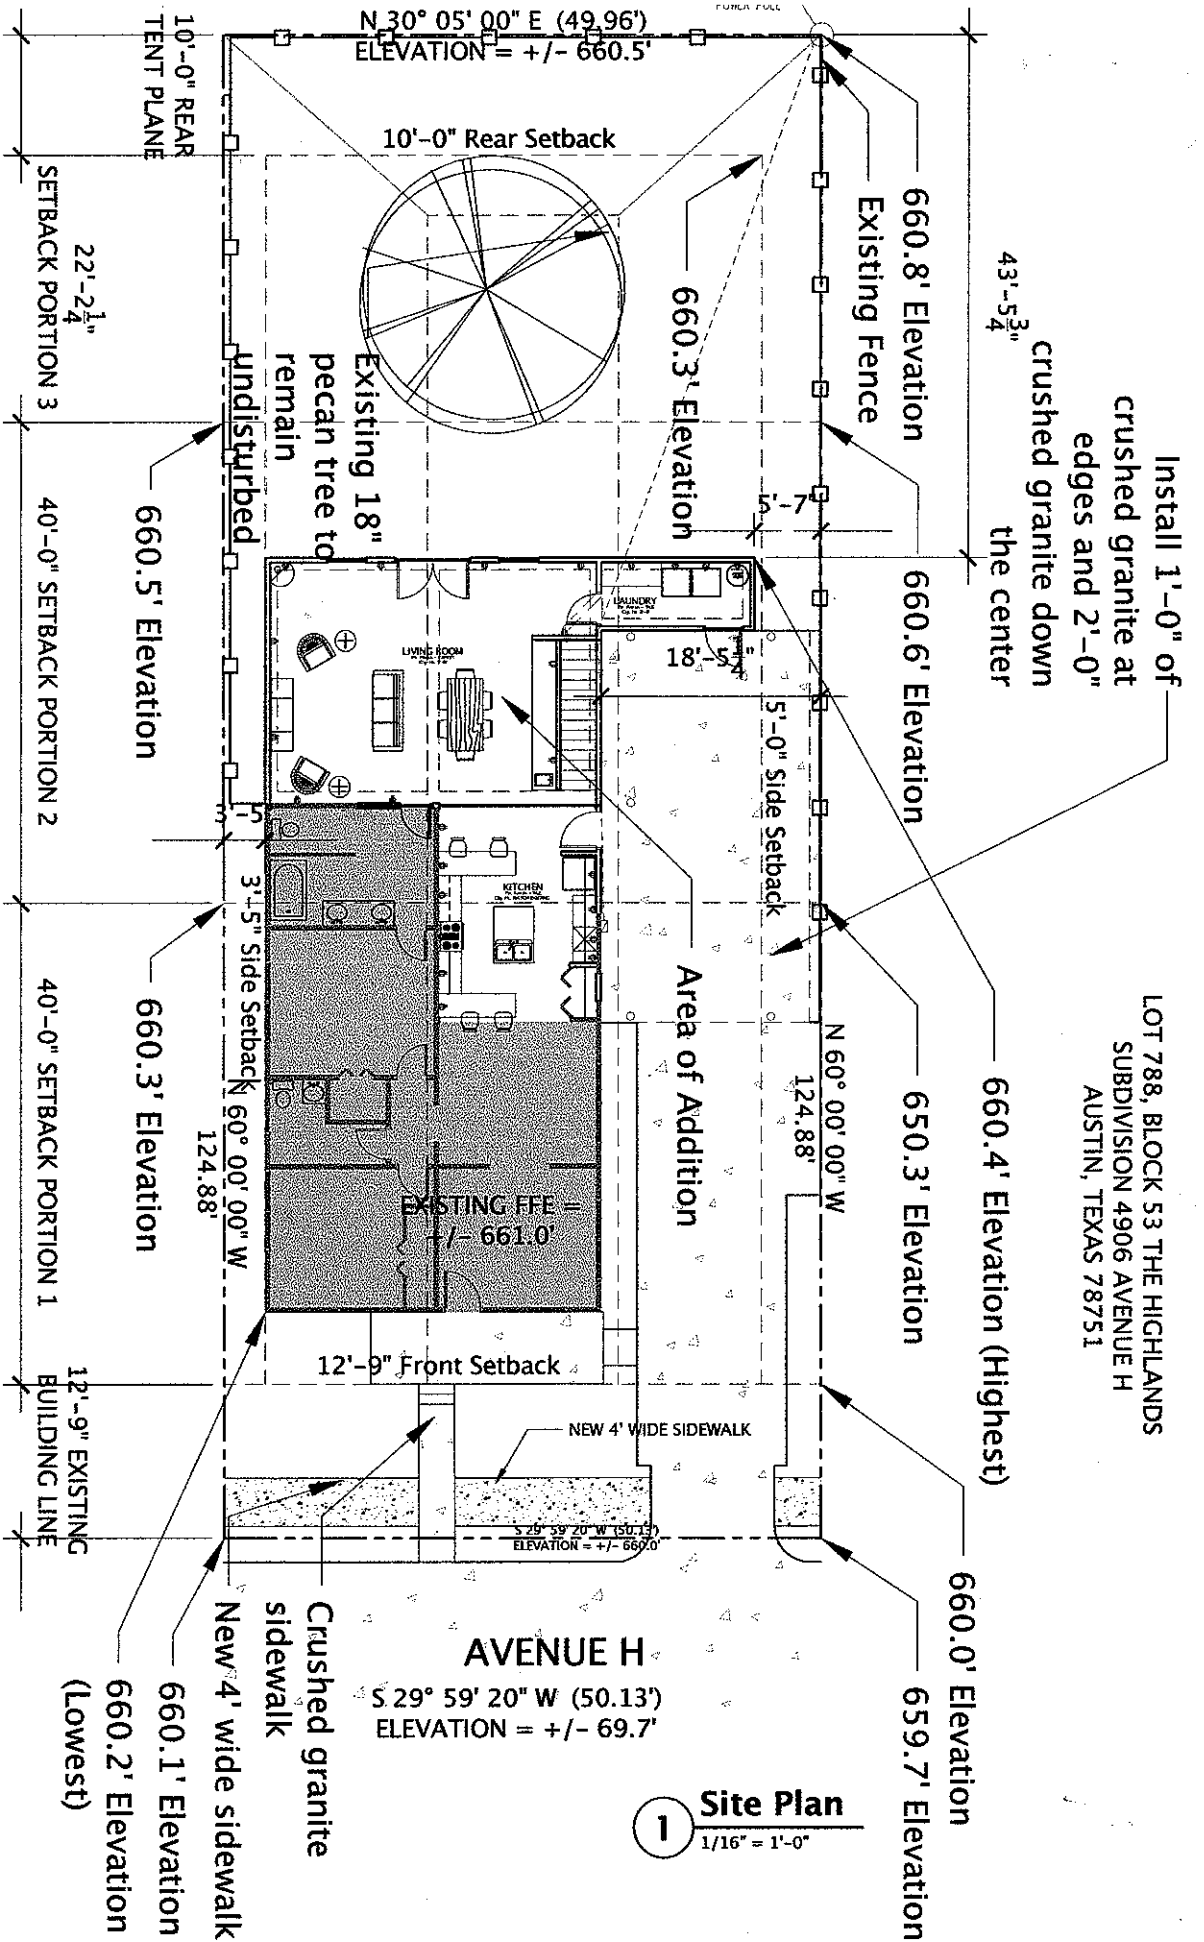 POWER POLE
N 30° 05' 00" E (49.96')
ELEVATION = +/- 660.5'
10'-0" REAR
TENT PLANE
10'-0" Rear Setback
SETBACK PORTION 3
22'-2 1/4"
40'-0" SETBACK PORTION 2
40'-0" SETBACK PORTION 1
12'-9" EXISTING
BUILDING LINE
660.8' Elevation
Existing Fence
660.3' Elevation
43'-5 3/4"
Install 1'-0" of
crushed granite at
edges and 2'-0"
crushed granite down
the center
Existing 18"
pecan tree to
remain
undisturbed
660.5' Elevation
5'-7"
660.6' Elevation
LAUNDRY
18'-5 1/4"
LIVING ROOM
5'-0" Side Setback
3'-5"
3'-5" Side Setback
KITCHEN
660.3' Elevation
N 60° 00' 00" W
124.88'
Area of Addition
N 60° 00' 00" W
124.88'
650.3' Elevation
660.4' Elevation (Highest)
LOT 788, BLOCK 53 THE HIGHLANDS
SUBDIVISION 4906 AVENUE H
AUSTIN, TEXAS 78751
EXISTING FFE =
+/- 661.0'
12'-9" Front Setback
NEW 4' WIDE SIDEWALK
S 29° 59' 20" W (50.13')
ELEVATION = +/- 660.0'
660.0' Elevation
659.7' Elevation
Crushed granite
sidewalk
New 4' wide sidewalk
660.1' Elevation
660.2' Elevation
(Lowest)
AVENUE H
S 29° 59' 20" W (50.13')
ELEVATION = +/- 69.7'
1
Site Plan
1/16" = 1'-0"